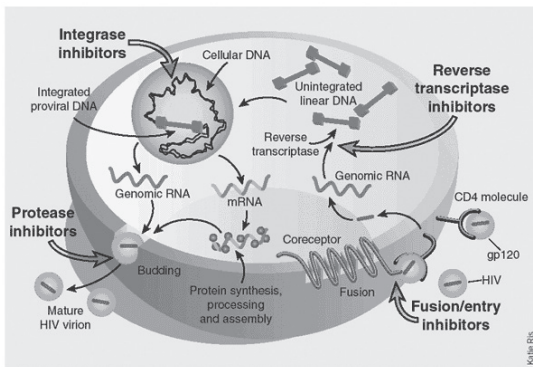 Integrase
inhibitors
Cellular DNA
Integrated
proviral DNA
Unintegrated
linear DNA
Reverse
transcriptase
inhibitors
Reverse
transcriptase
Genomic RNA
mRNA
Genomic RNA
CD4 molecule
gp120
Protease
inhibitors
Budding
Coreceptor
Fusion
HIV
Protein synthesis,
processing
and assembly
Mature
HIV virion
Fusion/entry
inhibitors
Katie Ris